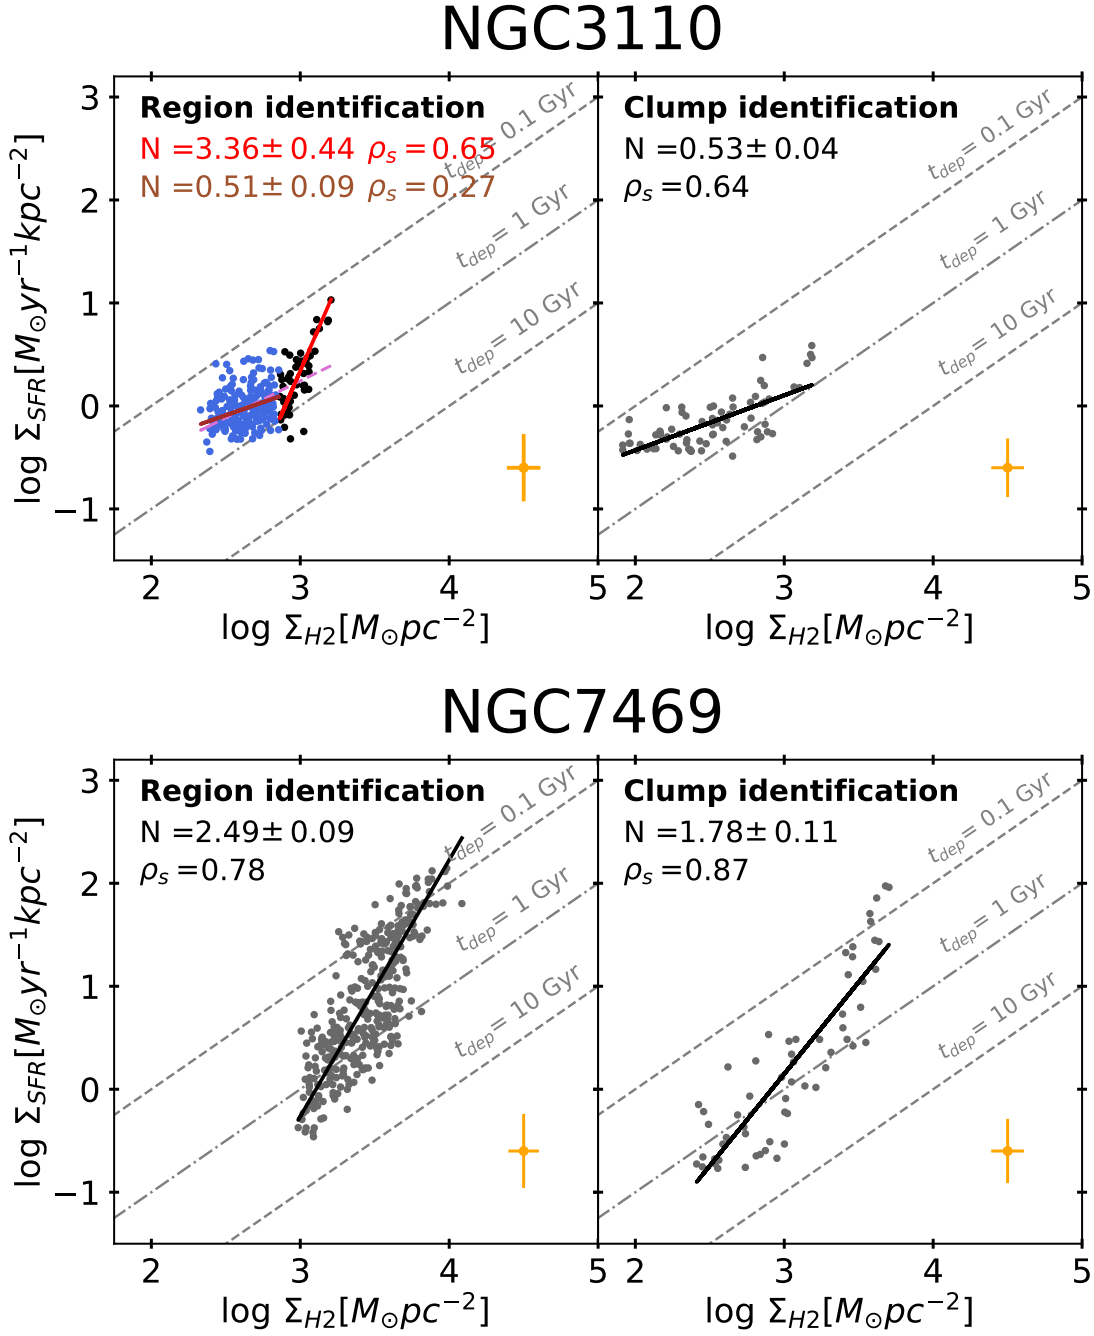 NGC3110
Region identification
N =3.36± 0.44 ρs = 0.65
N =0.51± 0.09 ρs = 0.27
tdep= 0.1 Gyr
tdep= 1 Gyr
tdep= 10 Gyr
Clump identification
N =0.53± 0.04
ρs =0.64
tdep= 0.1 Gyr
tdep= 1 Gyr
tdep= 10 Gyr
3
2
1
0
−1
log ΣSFR[M⊙yr−1kpc−2]
2 3 4 5 2 3 4 5
log ΣH2[M⊙pc−2] log ΣH2[M⊙pc−2]
NGC7469
Region identification
N =2.49± 0.09
ρs =0.78
tdep= 0.1 Gyr
tdep= 1 Gyr
tdep= 10 Gyr
Clump identification
N =1.78± 0.11
ρs =0.87
tdep= 0.1 Gyr
tdep= 1 Gyr
tdep= 10 Gyr
3
2
1
0
−1
log ΣSFR[M⊙yr−1kpc−2]
2 3 4 5 2 3 4 5
log ΣH2[M⊙pc−2] log ΣH2[M⊙pc−2]